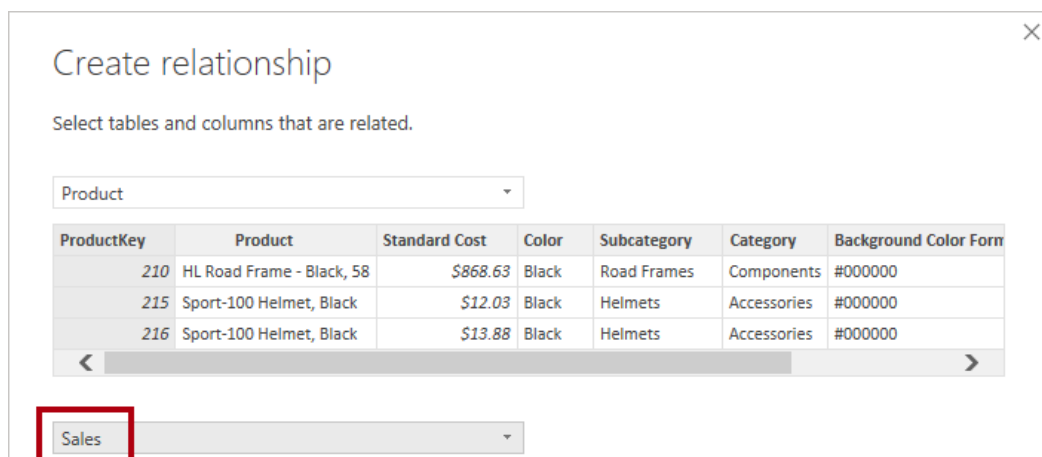 Create relationship
Select tables and columns that are related.
Product
ProductKey Product Standard Cost Color Subcategory Category Background Color Form
210 HL Road Frame - Black, 58 $868.63 Black Road Frames Components #000000
215 Sport-100 Helmet, Black $12.03 Black Helmets Accessories #000000
216 Sport-100 Helmet, Black $13.88 Black Helmets Accessories #000000
Sales